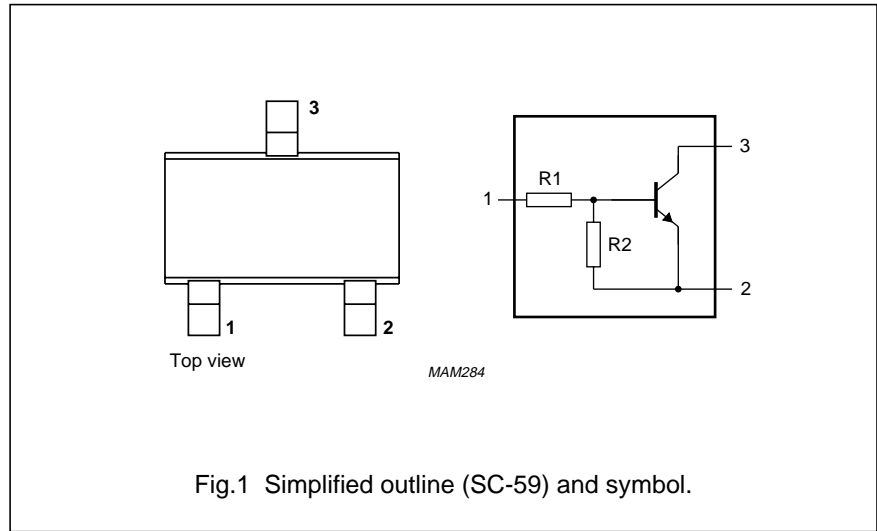 3
1
2
Top view
R1
R2
1
3
2
MAM284
Fig.1 Simplified outline (SC-59) and symbol.